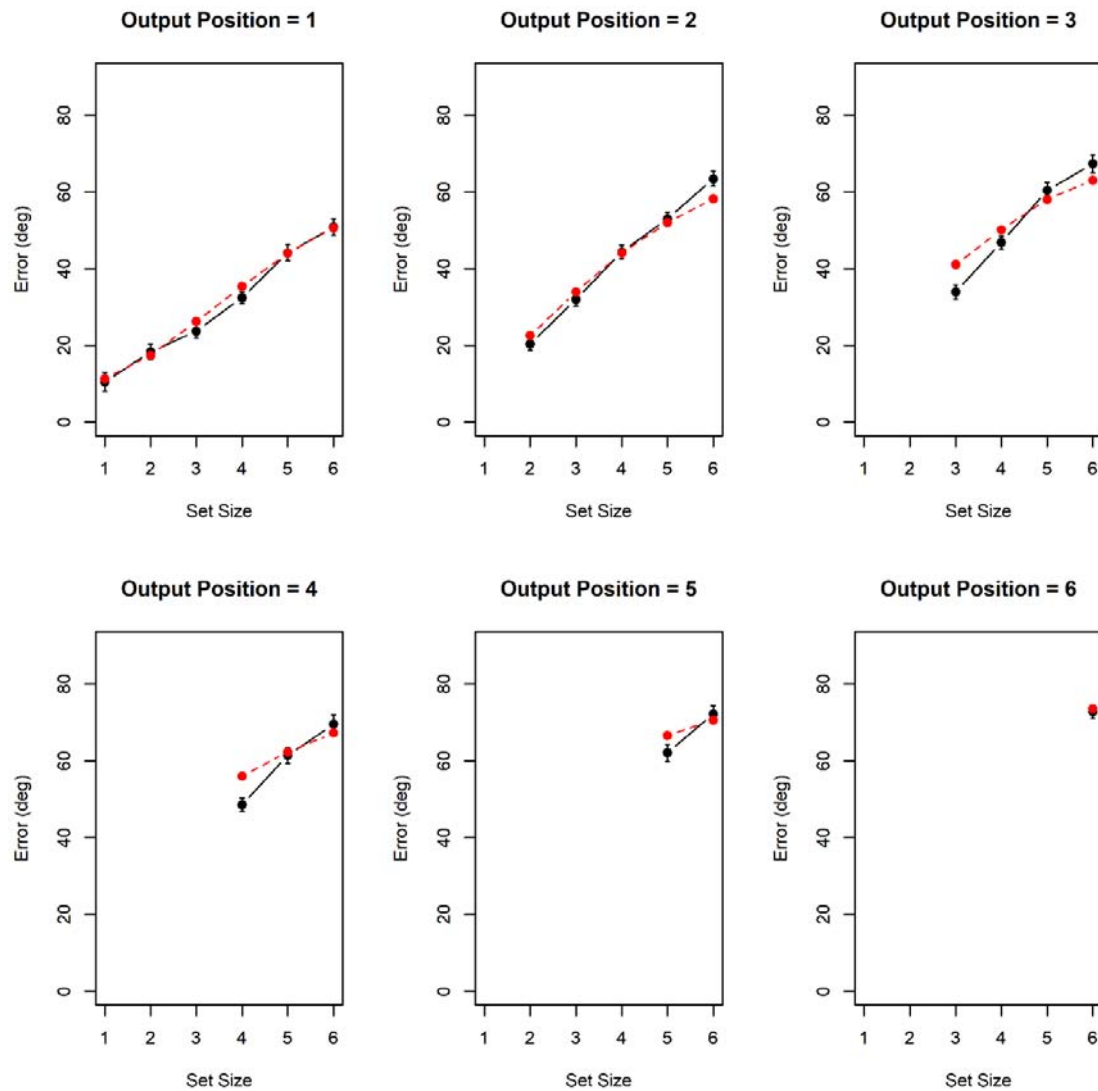 Output Position = 1
Output Position = 2
Output Position = 3
Error (deg)
80
60
40
20
0
1 2 3 4 5 6
Set Size
Error (deg)
80
60
40
20
0
1 2 3 4 5 6
Set Size
Error (deg)
80
60
40
20
0
1 2 3 4 5 6
Set Size
Output Position = 4
Output Position = 5
Output Position = 6
Error (deg)
80
60
40
20
0
1 2 3 4 5 6
Set Size
Error (deg)
80
60
40
20
0
1 2 3 4 5 6
Set Size
Error (deg)
80
60
40
20
0
1 2 3 4 5 6
Set Size